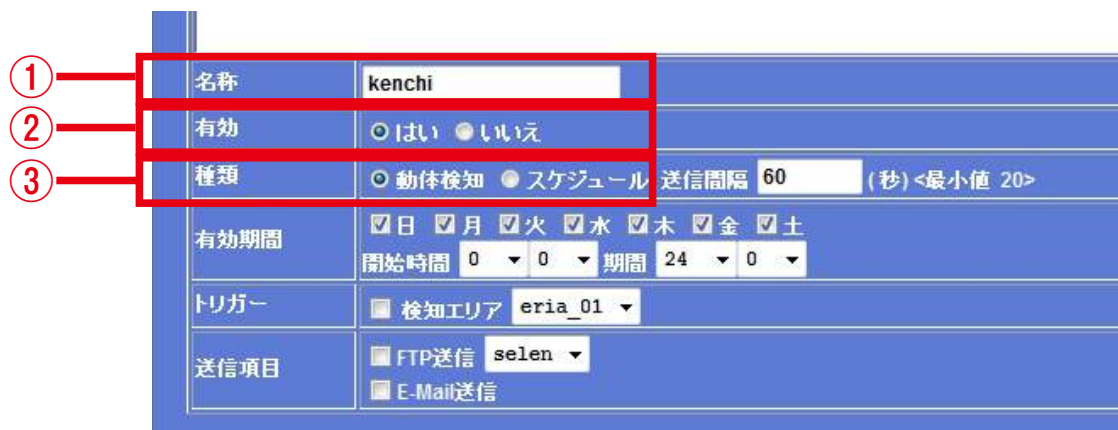 ① 名称 kenchi
② 有効 はい いいえ
③ 種類 動体検知 スケジュール 送信間隔 60 (秒)<最小値 20>
有効期間 日 月 火 水 木 金 土
開始時間 0 0 期間 24 0
トリガー 検知エリア eria_01
送信項目 FTP送信 selen
E-Mail送信